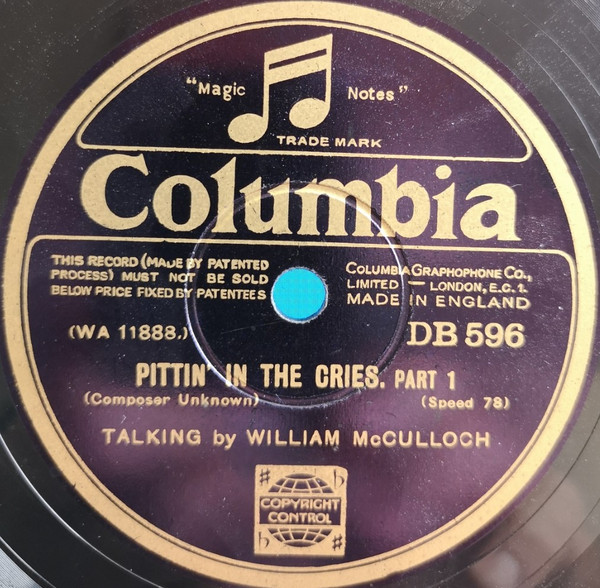 "Magic Notes"
TRADE MARK
Columbia
THIS RECORD (MADE BY PATENTED
PROCESS) MUST NOT BE SOLD
BELOW PRICE FIXED BY PATENTEES
COLUMBIA GRAPHOPHONE CO.,
LIMITED — LONDON, E.C. 1.
MADE IN ENGLAND
(WA 11888.)
DB 596
PITTIN' IN THE CRIES. PART 1
(Composer Unknown)
(Speed 78)
TALKING by WILLIAM McCULLOCH
COPYRIGHT
CONTROL